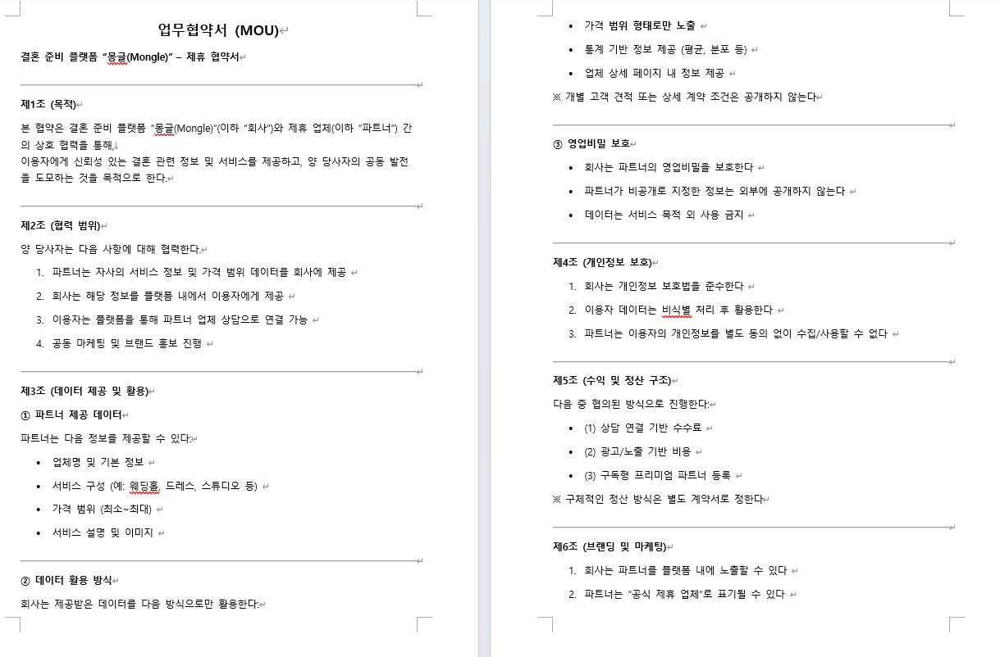 업무협약서 (MOU)
결혼 준비 플랫폼 “몽글(Mongle)” – 제휴 협약서
제1조 (목적)
본 협약은 결혼 준비 플랫폼 “몽글(Mongle)”(이하 “회사”)와 제휴 업체(이하 “파트너”) 간
의 상호 협력을 통해,
이용자에게 신뢰성 있는 결혼 관련 정보 및 서비스를 제공하고, 양 당사자의 공동 발전
을 도모하는 것을 목적으로 한다.
제2조 (협력 범위)
양 당사자는 다음 사항에 대해 협력한다.
1. 파트너는 자사의 서비스 정보 및 가격 범위 데이터를 회사에 제공
2. 회사는 해당 정보를 플랫폼 내에서 이용자에게 제공
3. 이용자는 플랫폼을 통해 파트너 업체 상담으로 연결 가능
4. 공동 마케팅 및 브랜드 홍보 진행
제3조 (데이터 제공 및 활용)
① 파트너 제공 데이터
파트너는 다음 정보를 제공할 수 있다:
• 업체명 및 기본 정보
• 서비스 구성 (예: 웨딩홀, 드레스, 스튜디오 등)
• 가격 범위 (최소~최대)
• 서비스 설명 및 이미지
② 데이터 활용 방식
회사는 제공받은 데이터를 다음 방식으로만 활용한다:
• 가격 범위 형태로만 노출
• 통계 기반 정보 제공 (평균, 분포 등)
• 업체 상세 페이지 내 정보 제공
※ 개별 고객 견적 또는 상세 계약 조건은 공개하지 않는다
③ 영업비밀 보호
• 회사는 파트너의 영업비밀을 보호한다
• 파트너가 비공개로 지정한 정보는 외부에 공개하지 않는다
• 데이터는 서비스 목적 외 사용 금지
제4조 (개인정보 보호)
1. 회사는 개인정보 보호법을 준수한다
2. 이용자 데이터는 비식별 처리 후 활용한다
3. 파트너는 이용자의 개인정보를 별도 동의 없이 수집/사용할 수 없다
제5조 (수익 및 정산 구조)
다음 중 협의된 방식으로 진행한다:
• (1) 상담 연결 기반 수수료
• (2) 광고/노출 기반 비용
• (3) 구독형 프리미엄 파트너 등록
※ 구체적인 정산 방식은 별도 계약서로 정한다
제6조 (브랜딩 및 마케팅)
1. 회사는 파트너를 플랫폼 내에 노출할 수 있다
2. 파트너는 “공식 제휴 업체”로 표기될 수 있다